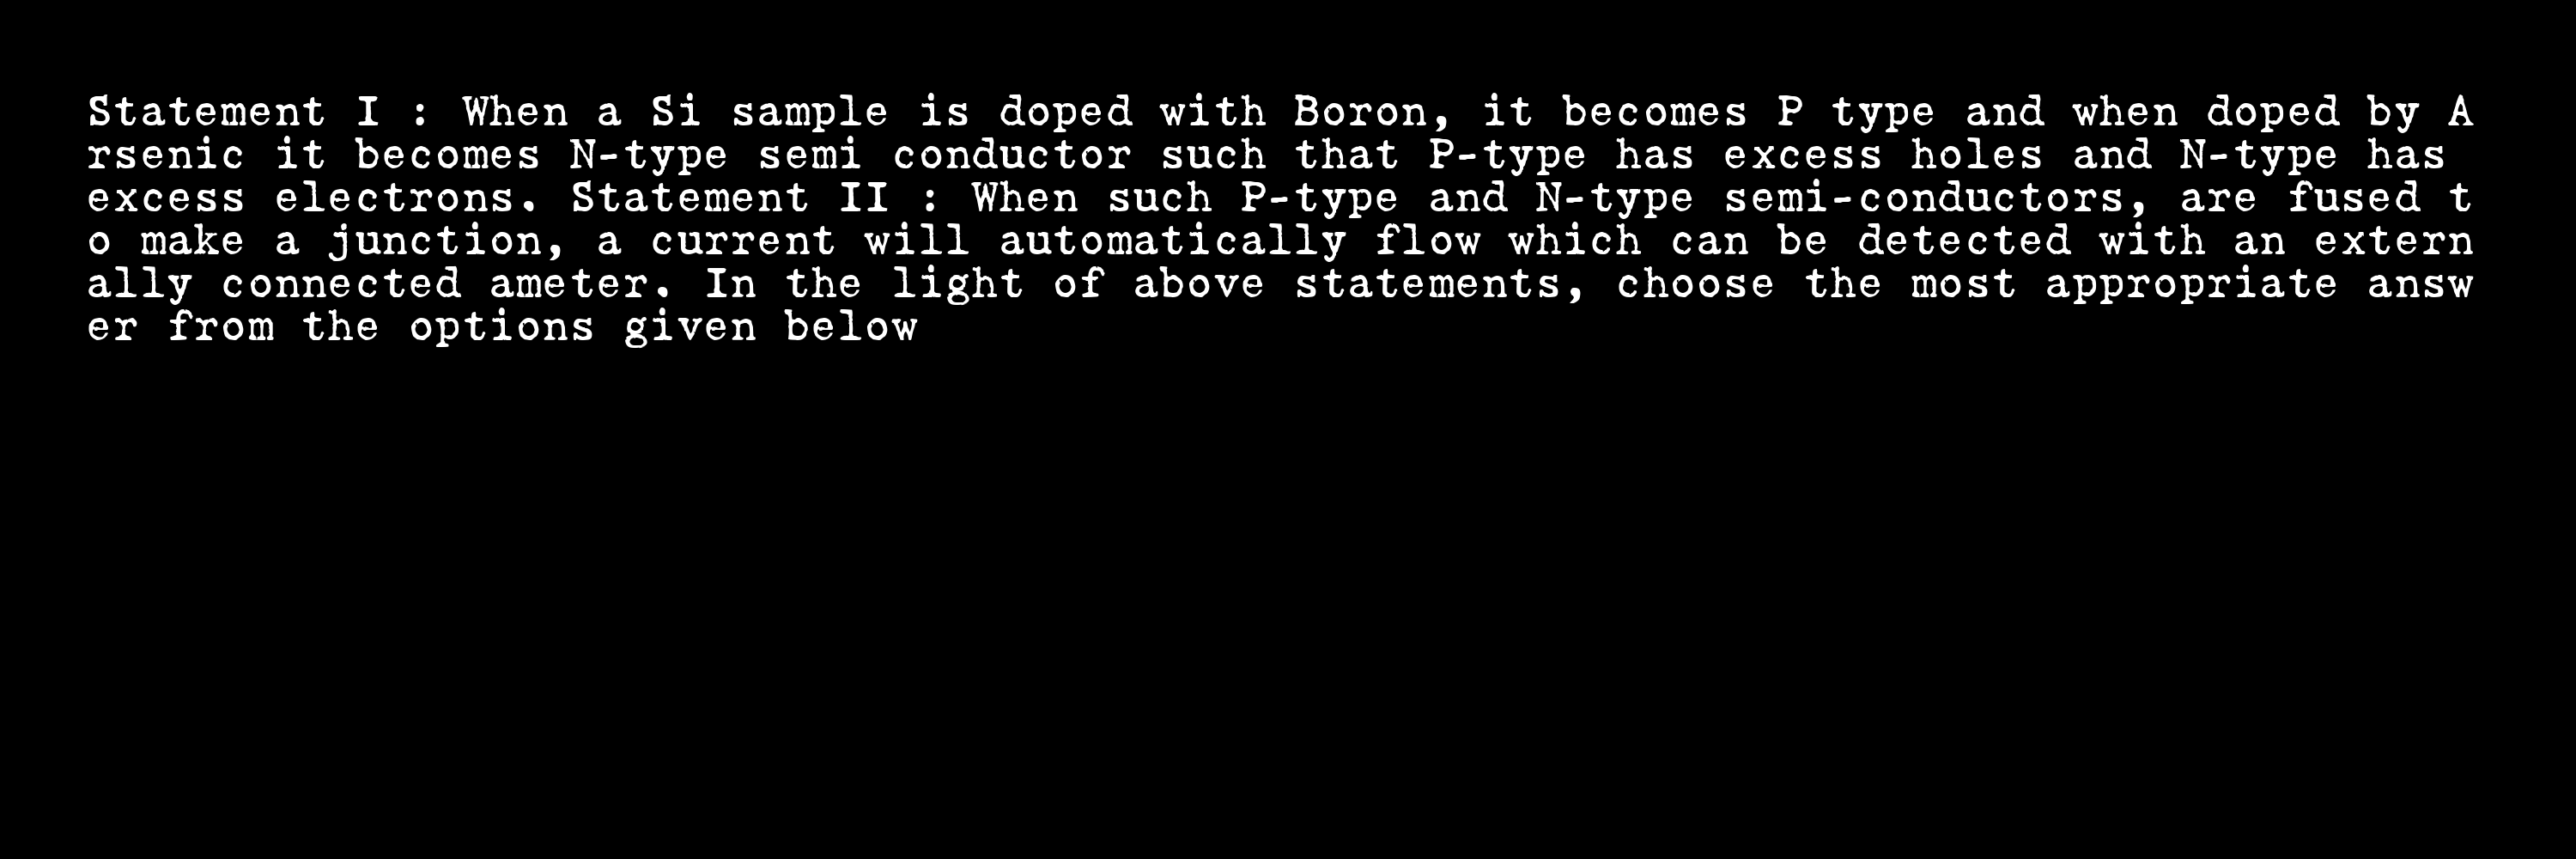 Statement I : When a Si sample is doped with Boron, it becomes P type and when doped by A
rsenic it becomes N-type semi conductor such that P-type has excess holes and N-type has
excess electrons. Statement II : When such P-type and N-type semi-conductors, are fused t
o make a junction, a current will automatically flow which can be detected with an extern
ally connected ameter. In the light of above statements, choose the most appropriate answ
er from the options given below